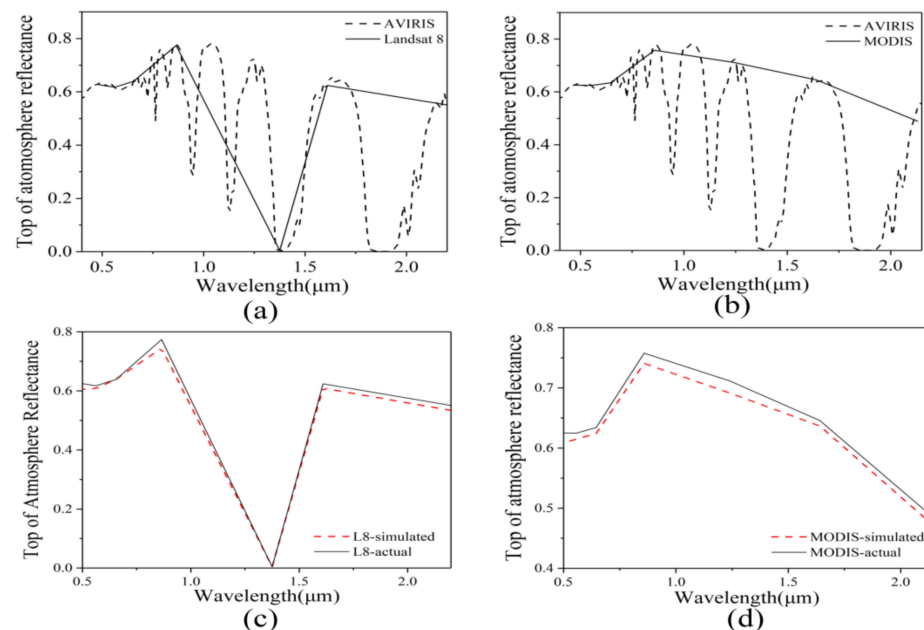 AVIRIS
Landsat 8
0.8
0.6
0.4
0.2
0.0
Top of atomosphere reflectance
0.5 1.0 1.5 2.0
Wavelength(μm)
(a)
AVIRIS
MODIS
0.8
0.6
0.4
0.2
0.0
Top of atomosphere reflectance
0.5 1.0 1.5 2.0
Wavelength(μm)
(b)
0.8
0.6
0.4
0.2
0.0
Top of Atmosphere Reflectance
L8-simulated
L8-actual
0.5 1.0 1.5 2.0
Wavelength(μm)
(c)
0.8
0.7
0.6
0.5
0.4
Top of atmosphere reflectance
MODIS-simulated
MODIS-actual
0.5 1.0 1.5 2.0
Wavelength(μm)
(d)